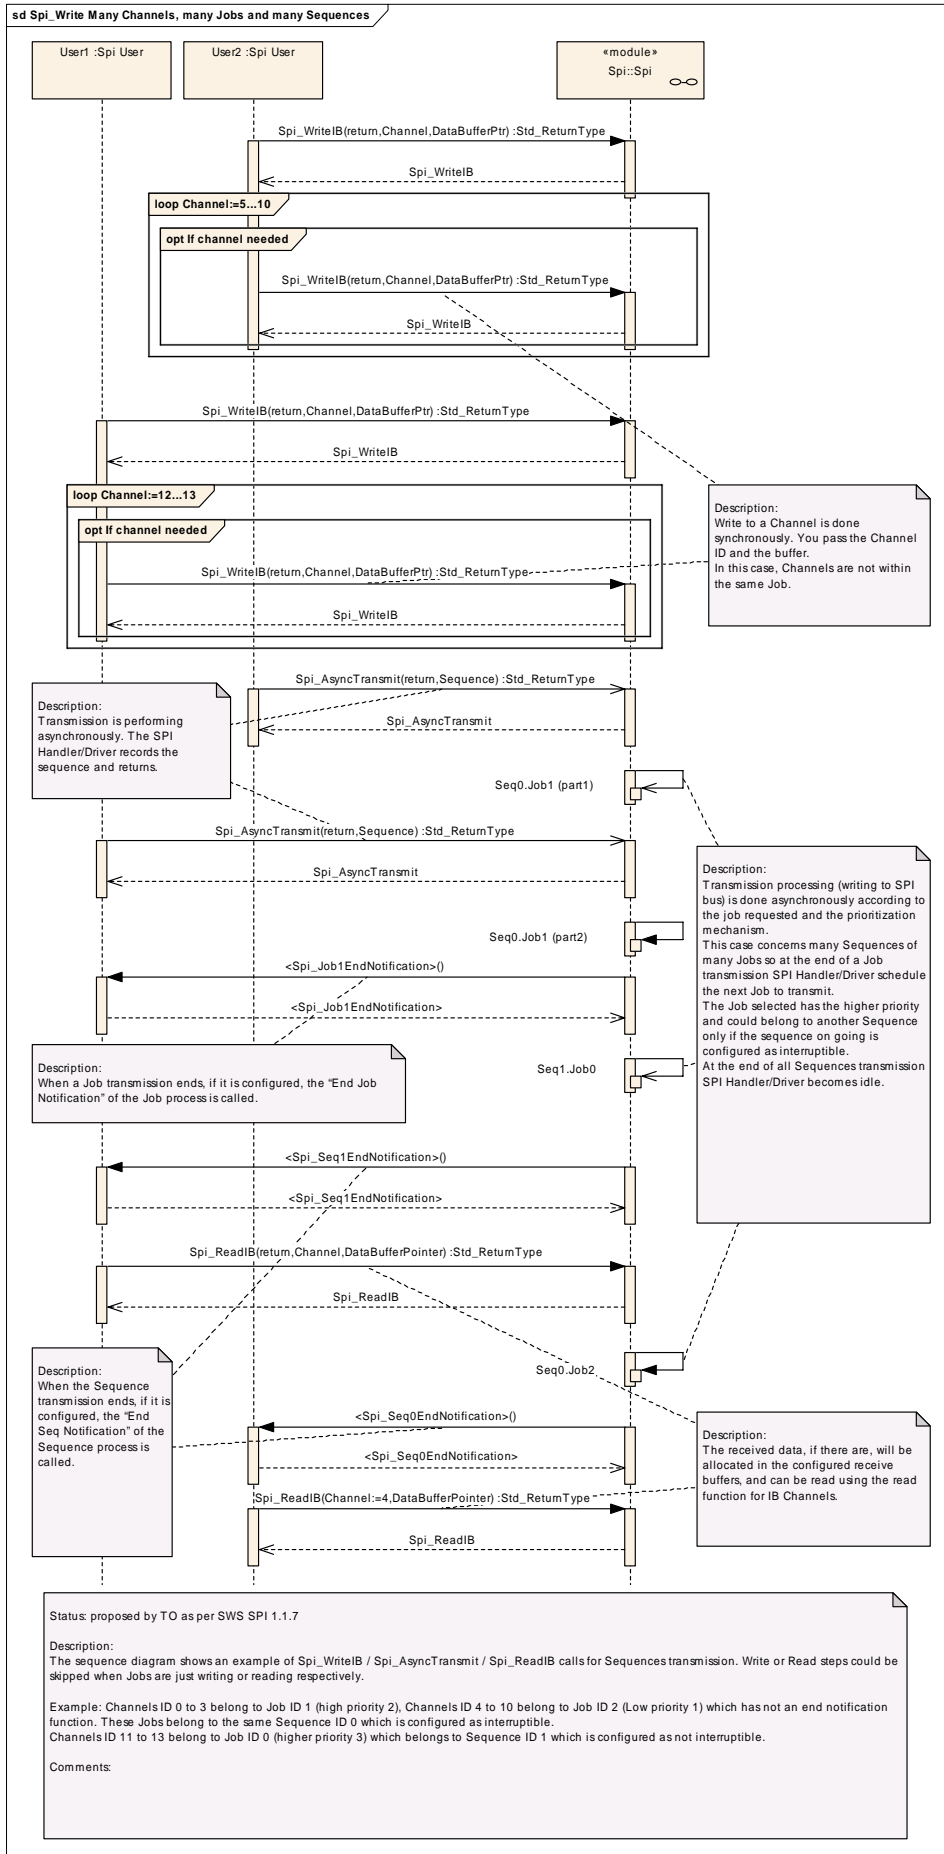 sd Spi_Write Many Channels, many Jobs and many Sequences
User1 :Spi User
User2 :Spi User
«module»
Spi::Spi
Spi_WriteIB(return,Channel,DataBufferPtr) :Std_ReturnType
Spi_WriteIB
loop Channel:=5...10
opt If channel needed
Spi_WriteIB(return,Channel,DataBufferPtr) :Std_ReturnType
Spi_WriteIB
Spi_WriteIB(return,Channel,DataBufferPtr) :Std_ReturnType
Spi_WriteIB
loop Channel:=12...13
opt If channel needed
Spi_WriteIB(return,Channel,DataBufferPtr) :Std_ReturnType
Spi_WriteIB
Description:
Write to a Channel is done
synchronously. You pass the Channel
ID and the buffer.
In this case, Channels are not within
the same Job.
Spi_AsyncTransmit(return,Sequence) :Std_ReturnType
Spi_AsyncTransmit
Description:
Transmission is performing
asynchronously. The SPI
Handler/Driver records the
sequence and returns.
Seq0.Job1 (part1)
Spi_AsyncTransmit(return,Sequence) :Std_ReturnType
Spi_AsyncTransmit
Description:
Transmission processing (writing to SPI
bus) is done asynchronously according to
the job requested and the prioritization
mechanism.
This case concerns many Sequences of
many Jobs so at the end of a Job
transmission SPI Handler/Driver schedule
the next Job to transmit.
The Job selected has the higher priority
and could belong to another Sequence
only if the sequence on going is
configured as interruptible.
At the end of all Sequences transmission
SPI Handler/Driver becomes idle.
Seq0.Job1 (part2)
<Spi_Job1EndNotification>()
<Spi_Job1EndNotification>
Description:
When a Job transmission ends, if it is configured, the “End Job
Notification” of the Job process is called.
Seq1.Job0
<Spi_Seq1EndNotification>()
<Spi_Seq1EndNotification>
Spi_ReadIB(return,Channel,DataBufferPointer) :Std_ReturnType
Spi_ReadIB
Description:
When the Sequence
transmission ends, if it is
configured, the “End
Seq Notification” of the
Sequence process is
called.
Seq0.Job2
<Spi_Seq0EndNotification>()
<Spi_Seq0EndNotification>
Description:
The received data, if there are, will be
allocated in the configured receive
buffers, and can be read using the read
function for IB Channels.
Spi_ReadIB(Channel:=4,DataBufferPointer) :Std_ReturnType
Spi_ReadIB
Status: proposed by TO as per SWS SPI 1.1.7
Description:
The sequence diagram shows an example of Spi_WriteIB / Spi_AsyncTransmit / Spi_ReadIB calls for Sequences transmission. Write or Read steps could be
skipped when Jobs are just writing or reading respectively.
Example: Channels ID 0 to 3 belong to Job ID 1 (high priority 2), Channels ID 4 to 10 belong to Job ID 2 (Low priority 1) which has not an end notification
function. These Jobs belong to the same Sequence ID 0 which is configured as interruptible.
Channels ID 11 to 13 belong to Job ID 0 (higher priority 3) which belongs to Sequence ID 1 which is configured as not interruptible.
Comments: